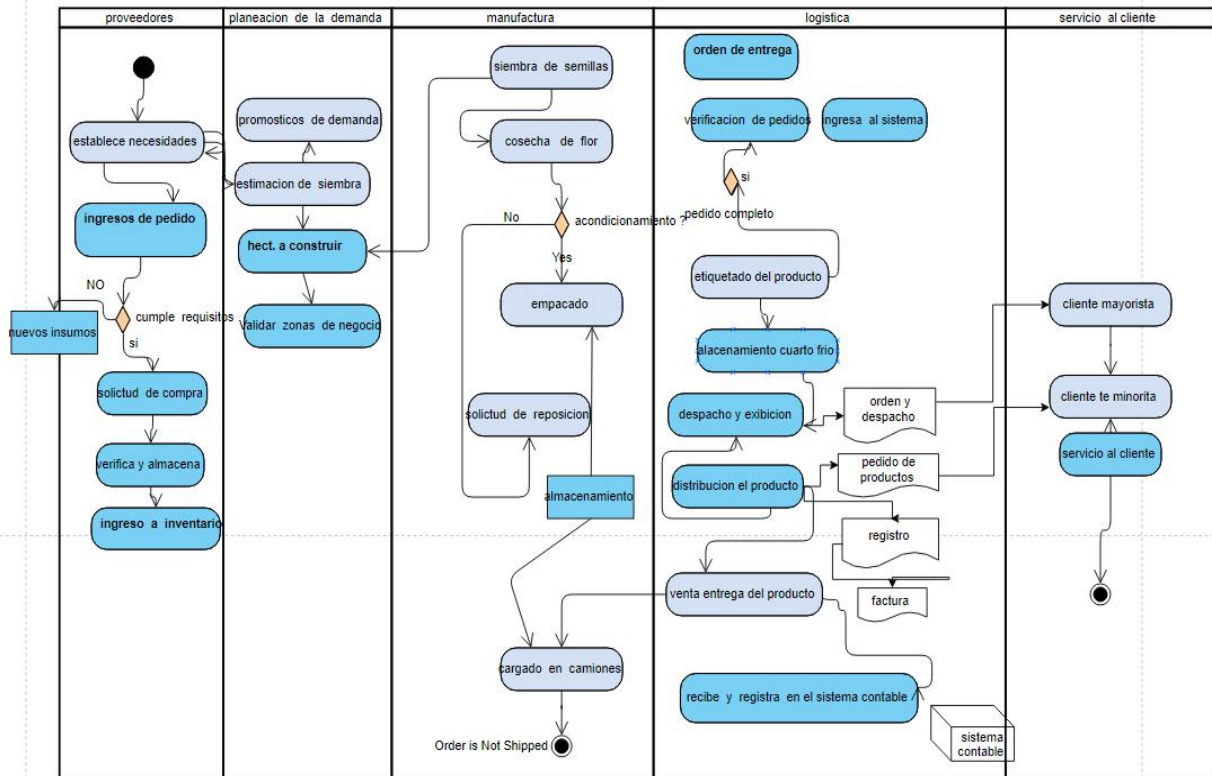 proveedores
planeacion de la demanda
manufactura
logistica
servicio al cliente
establece necesidades
ingresos de pedido
NO
cumple requisitos
nuevos insumos
si
solictud de compra
verifica y almacena
ingreso a inventario
promosticos de demanda
estimacion de siembra
hect. a construir
Validar zonas de negocio
siembra de semillas
cosecha de flor
No
acondicionamiento ?
Yes
empacado
solictud de reposicion
almacenamiento
cargado en camiones
Order is Not Shipped
orden de entrega
verificacion de pedidos
ingresa al sistema
si
pedido completo
etiquetado del producto
alacenamiento cuarto frio
despacho y exibicion
orden y
despacho
distribucion el producto
pedido de
productos
registro
factura
venta entrega del producto
recibe y registra en el sistema contable
sistema
contable
cliente mayorista
cliente te minorita
servicio al cliente